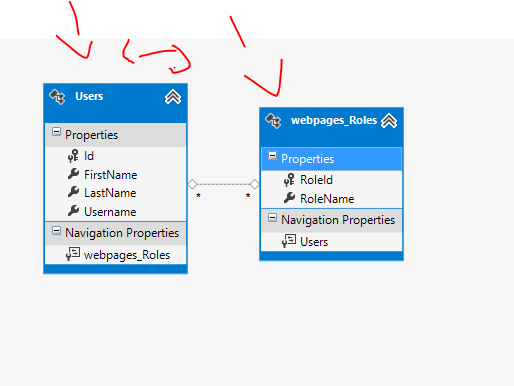 Users
Properties
Id
FirstName
LastName
Username
Navigation Properties
webpages_Roles
* *
webpages_Roles
Properties
RoleId
RoleName
Navigation Properties
Users